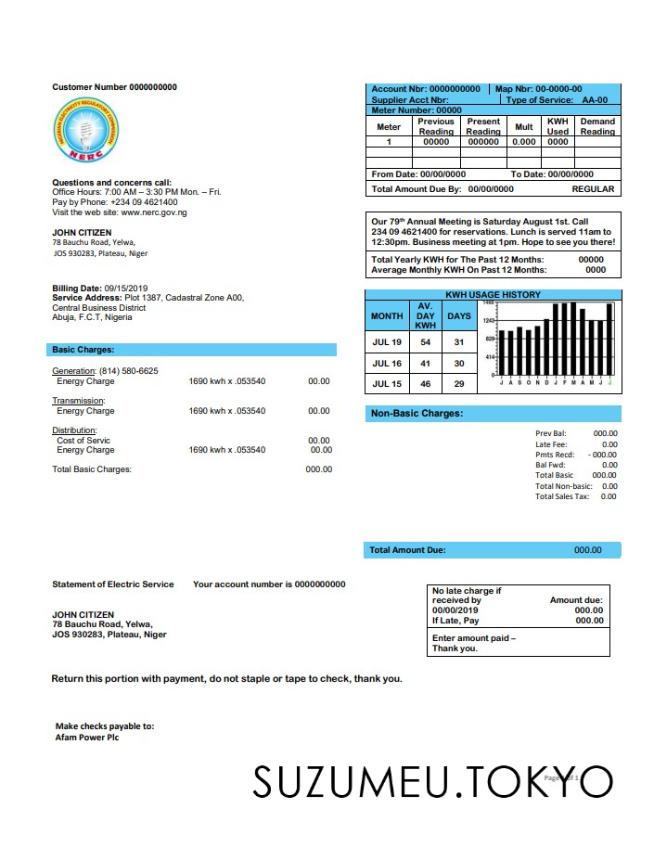 Customer Number 0000000000
NIGERIAN ELECTRICITY REGULATORY COMMISSION
NERC
Questions and concerns call:
Office Hours: 7:00 AM – 3:30 PM Mon. – Fri.
Pay by Phone: +234 09 4621400
Visit the web site: www.nerc.gov.ng
JOHN CITIZEN
78 Bauchu Road, Yelwa,
JOS 930283, Plateau, Niger
Billing Date: 09/15/2019
Service Address: Plot 1387, Cadastral Zone A00,
Central Business District
Abuja, F.C.T, Nigeria
Basic Charges:
Generation: (814) 580-6625
Energy Charge 1690 kwh x .053540 00.00
Transmission:
Energy Charge 1690 kwh x .053540 00.00
Distribution:
Cost of Servic 00.00
Energy Charge 1690 kwh x .053540 00.00
Total Basic Charges: 000.00
Account Nbr: 0000000000 | Map Nbr: 00-0000-00
Supplier Acct Nbr: Type of Service: AA-00
Meter Number: 00000
Meter Previous Reading Present Reading Mult KWH Used Demand Reading
1 00000 000000 0.000 0000
From Date: 00/00/0000 To Date: 00/00/0000
Total Amount Due By: 00/00/0000 REGULAR
Our 79th Annual Meeting is Saturday August 1st. Call
234 09 4621400 for reservations. Lunch is served 11am to
12:30pm. Business meeting at 1pm. Hope to see you there!
Total Yearly KWH for The Past 12 Months: 00000
Average Monthly KWH On Past 12 Months: 0000
KWH USAGE HISTORY
MONTH AV. DAY KWH DAYS
JUL 19 54 31
JUL 16 41 30
JUL 15 46 29
1243
829
414
0
J A S O N D J F M A M J J
Non-Basic Charges:
Prev Bal: 000.00
Late Fee: 0.00
Pmts Recd: - 000.00
Bal Fwd: 0.00
Total Basic 000.00
Total Non-basic: 0.00
Total Sales Tax: 0.00
Total Amount Due: 000.00
Statement of Electric Service Your account number is 0000000000
JOHN CITIZEN
78 Bauchu Road, Yelwa,
JOS 930283, Plateau, Niger
No late charge if
received by Amount due:
00/00/2019 000.00
If Late, Pay 000.00
Enter amount paid –
Thank you.
Return this portion with payment, do not staple or tape to check, thank you.
Make checks payable to:
Afam Power Plc
Page 1 of 1
SUZUMEU.TOKYO